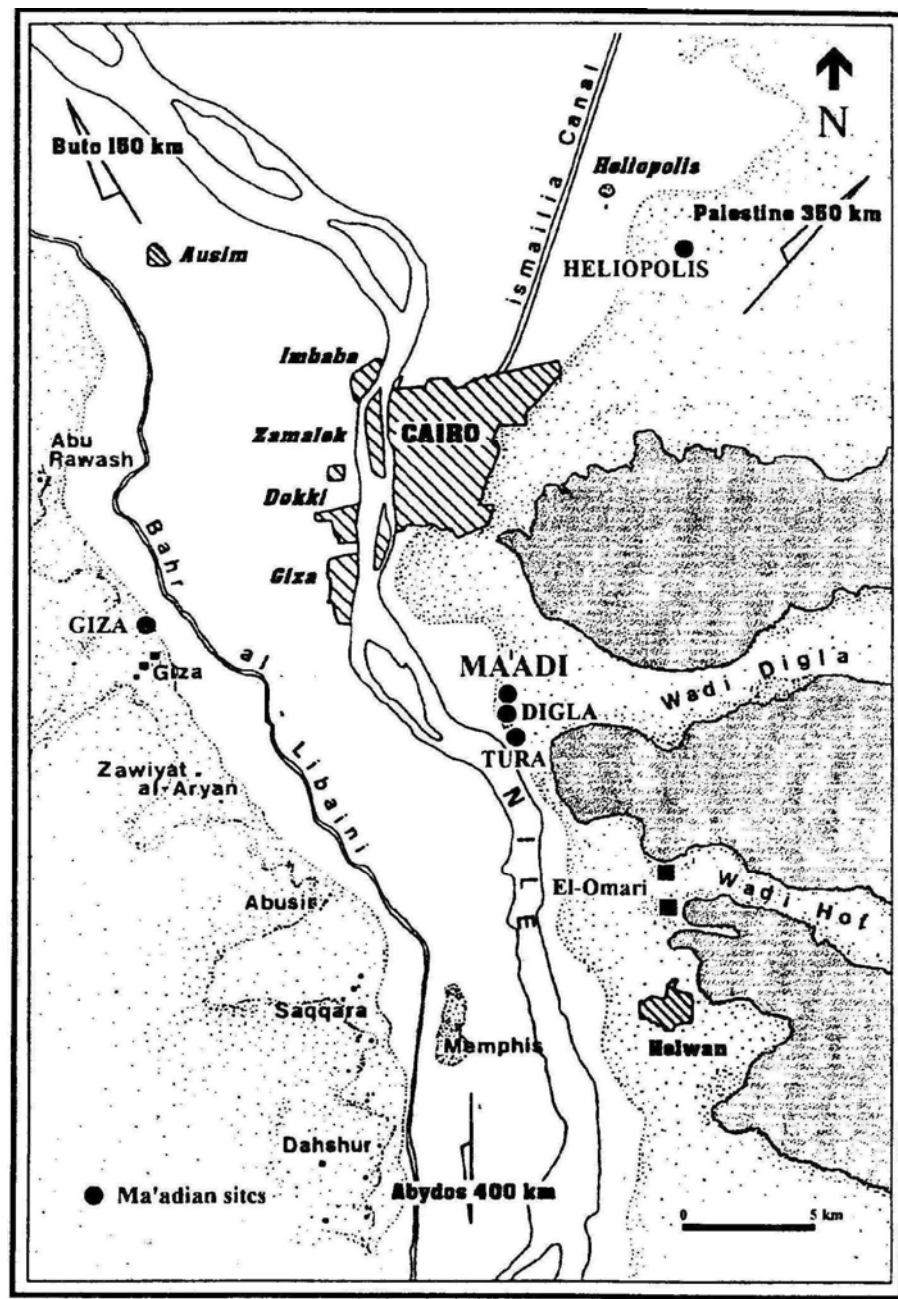 N
Buto 150 km
Ismailia Canal
Heliopolis
Palestine 350 km
HELIOPOLIS
Ausim
Imbaba
Zamalek
CAIRO
Dokki
Giza
Abu
Rawash
Bahr al Libaini
GIZA
Giza
MA'ADI
DIGLA
TURA
Wadi Digla
Zawiyat
al-Aryan
NILE
El-Omari
Wadi Hof
Abusir
Saqqara
Memphis
Helwan
Dahshur
Abydos 400 km
Ma'adian sites
0 5 km